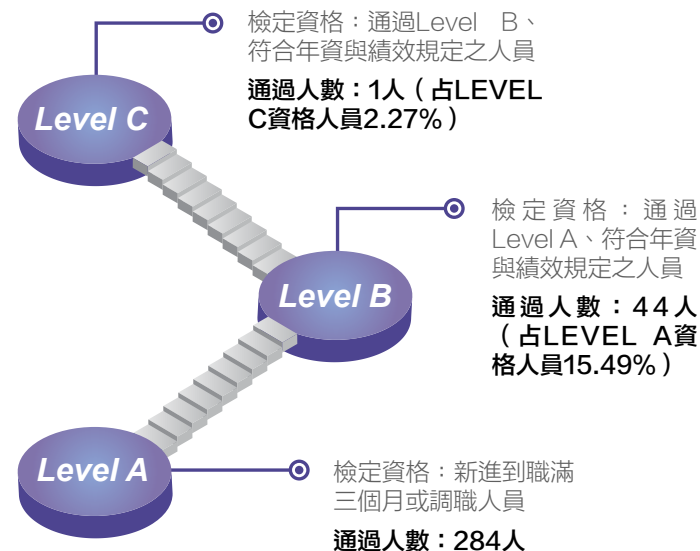 檢定資格：通過Level B、
符合年資與績效規定之人員
通過人數：1人（占LEVEL
C資格人員2.27%）
Level C
檢定資格：通過
Level A、符合年資
與績效規定之人員
通過人數：44人
（占LEVEL A資
格人員15.49%）
Level B
Level A
檢定資格：新進到職滿
三個月或調職人員
通過人數：284人